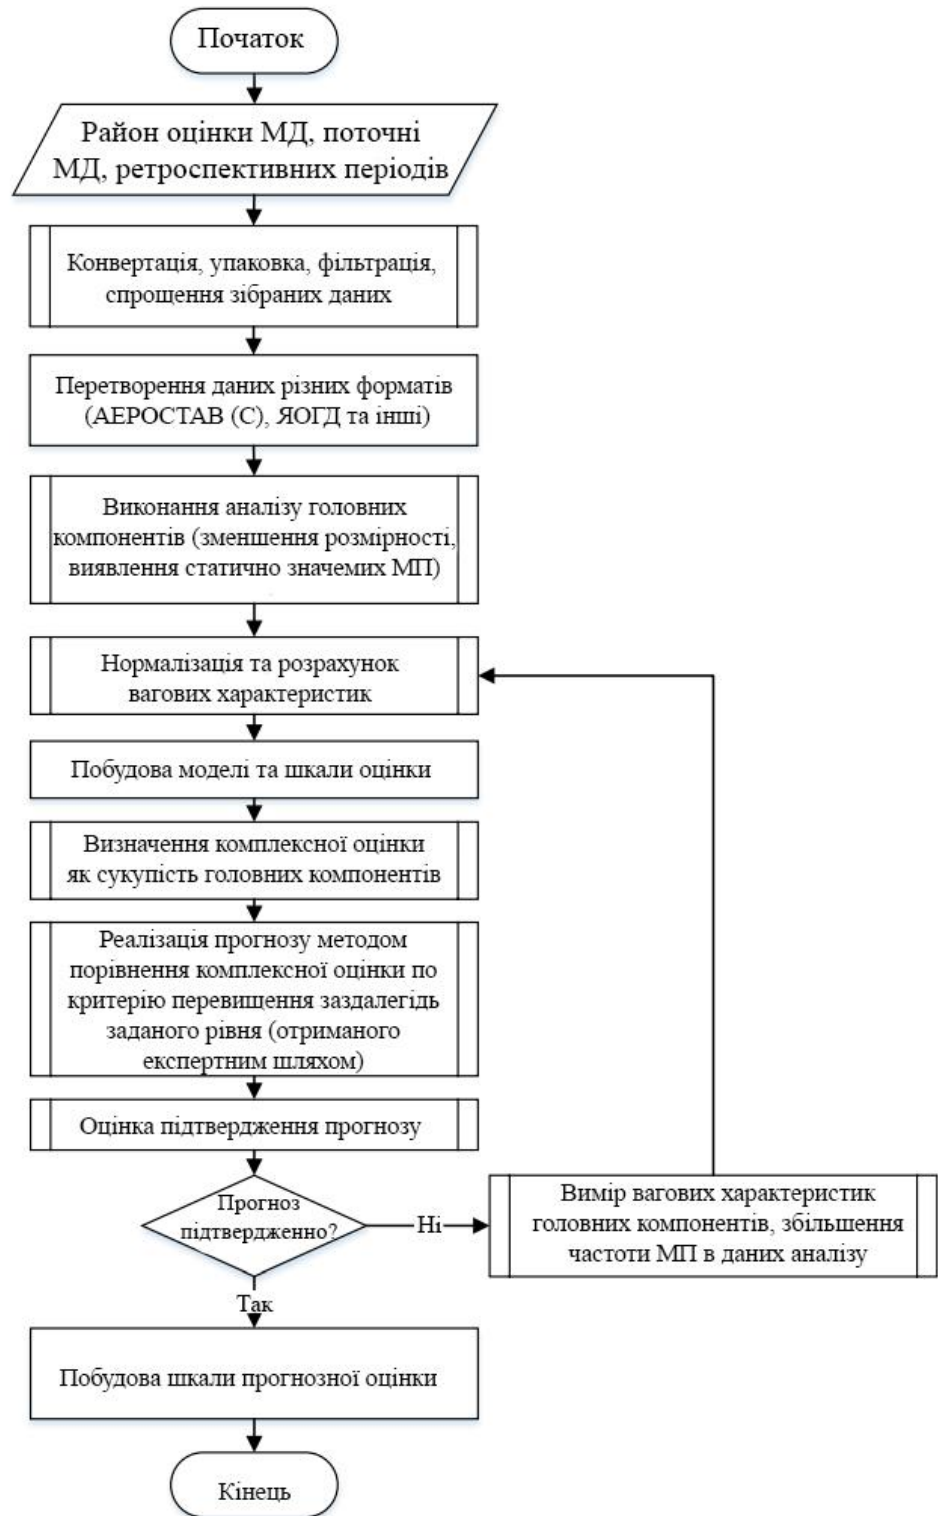 Початок
Район оцінки МД, поточні
МД, ретроспективних періодів
Конвертація, упаковка, фільтрація,
спрощення зібраних даних
Перетворення даних різних форматів
(АЕРОСТАВ (С), ЯОГД та інші)
Виконання аналізу головних
компонентів (зменшення розмірності,
виявлення статично значемих МП)
Нормалізація та розрахунок
вагових характеристик
Побудова моделі та шкали оцінки
Визначення комплексної оцінки
як сукупість головних компонентів
Реалізація прогнозу методом
порівнення комплексної оцінки по
критерію перевищення заздалегідь
заданого рівня (отриманого
експертним шляхом)
Оцінка підтвердження прогнозу
Прогноз
підтвердженно?
Ні
Вимір вагових характеристик
головних компонентів, збільшення
частоти МП в даних аналізу
Так
Побудова шкали прогнозної оцінки
Кінець